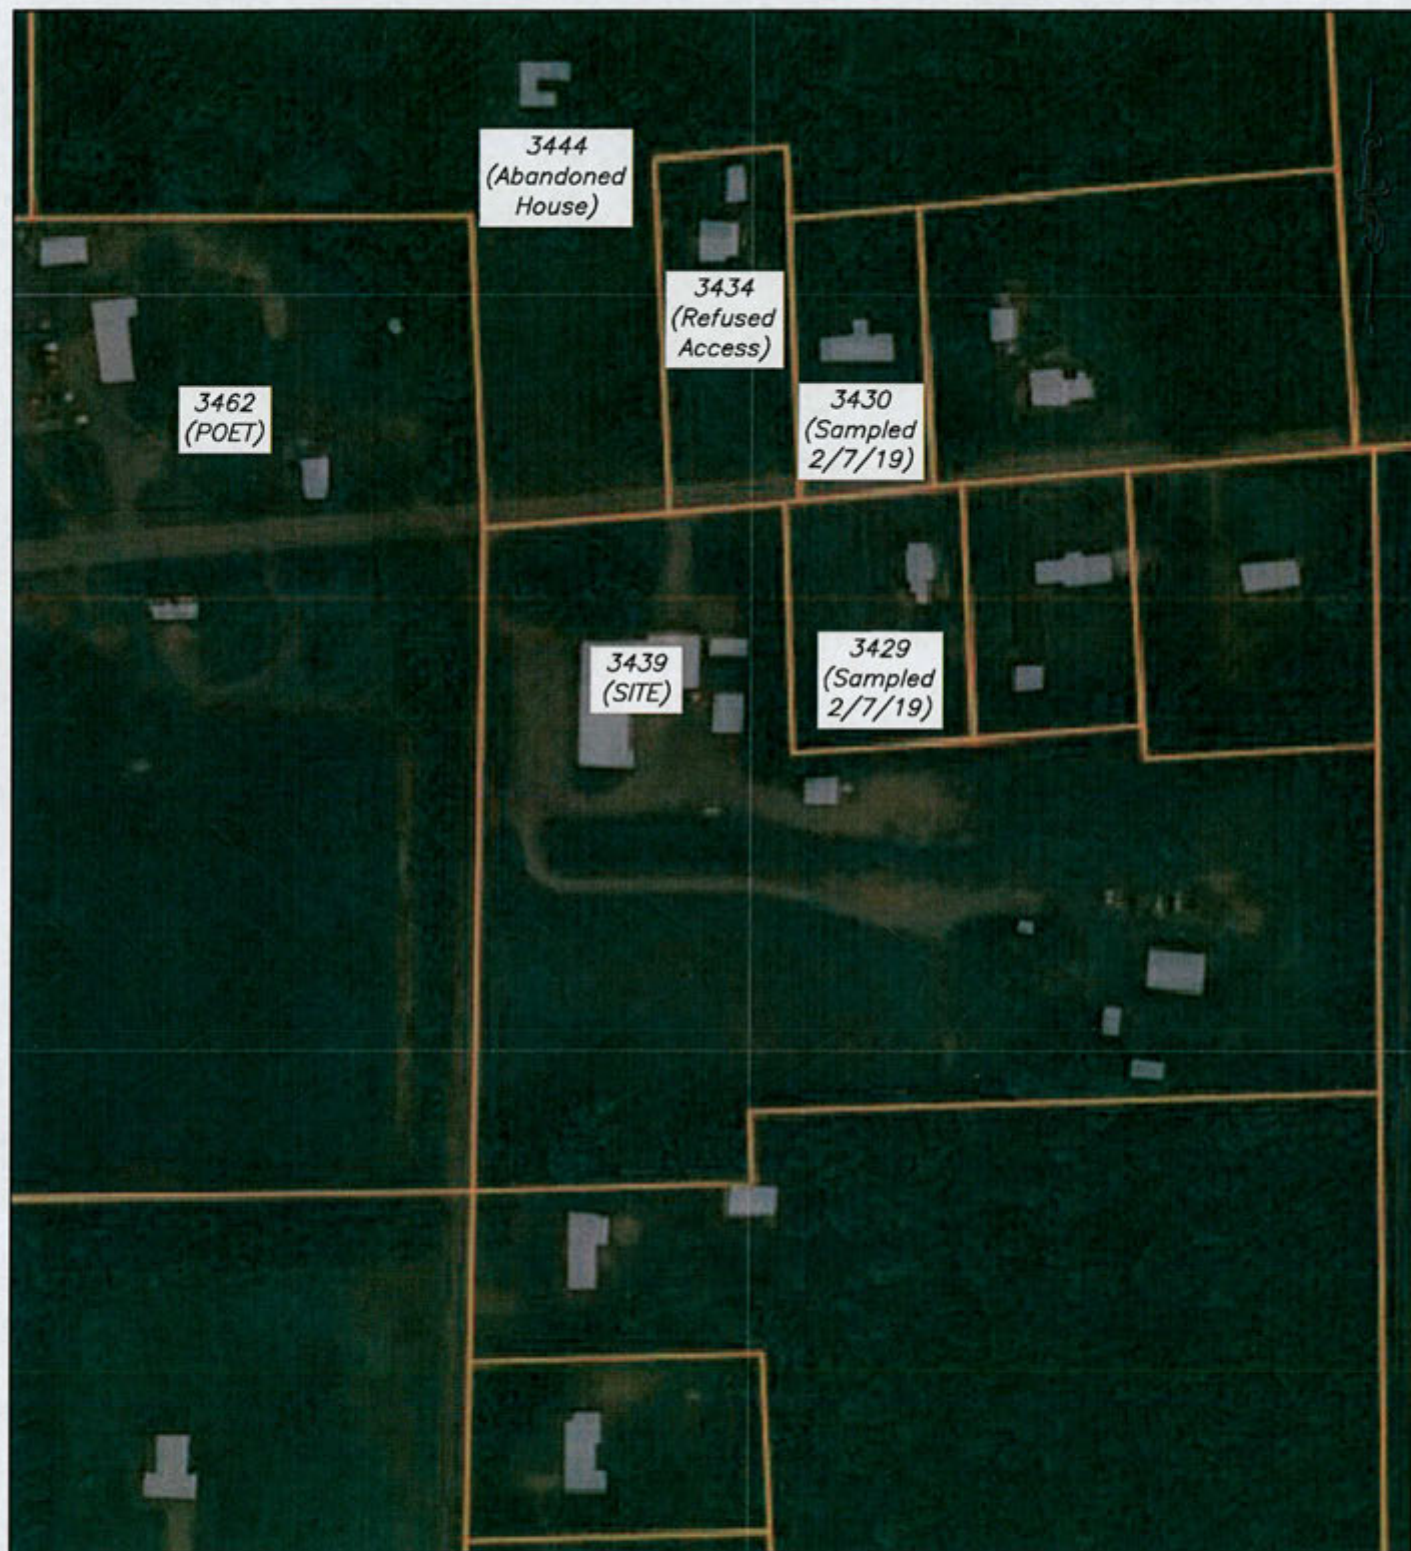 3444
(Abandoned
House)
3434
(Refused
Access)
3462
(POET)
3430
(Sampled
2/7/19)
3439
(SITE)
3429
(Sampled
2/7/19)